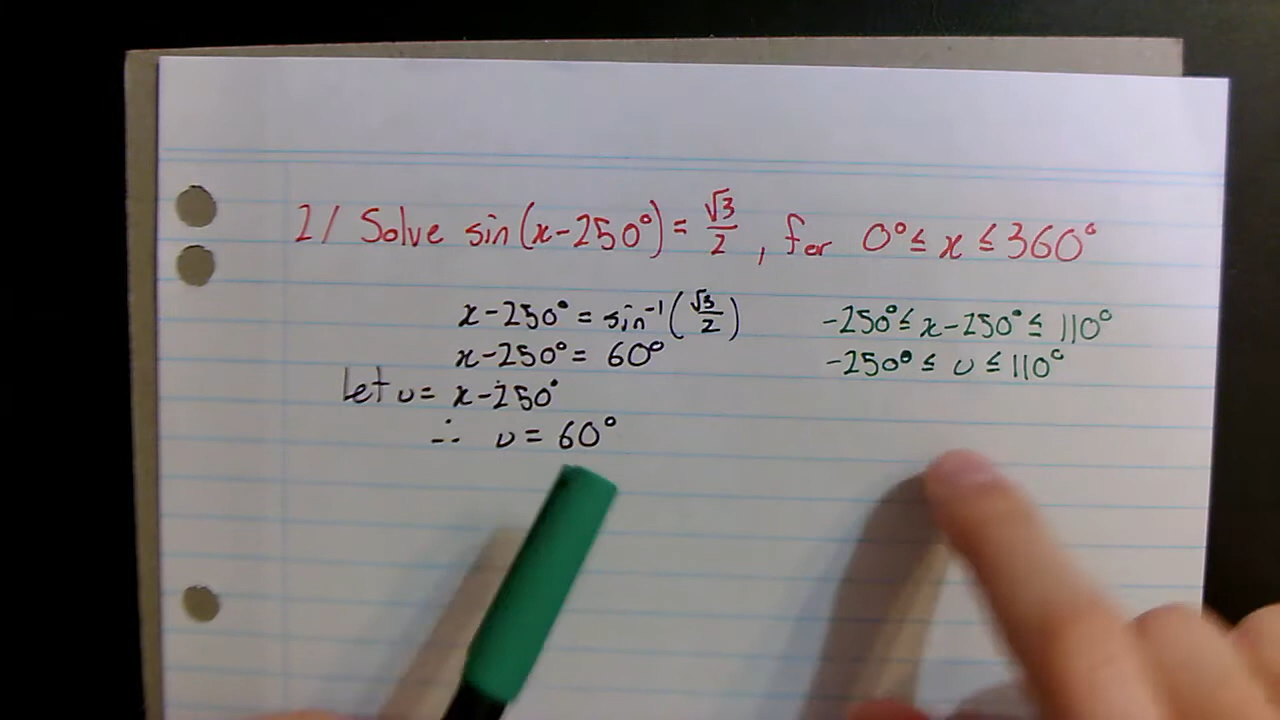 2/ Solve sin(x-250°) = √3/2, for 0° ≤ x ≤ 360°
x-250° = sin⁻¹(√3/2)
x-250° = 60°
Let u = x-250°
∴ u = 60°
-250° ≤ x-250° ≤ 110°
-250° ≤ u ≤ 110°